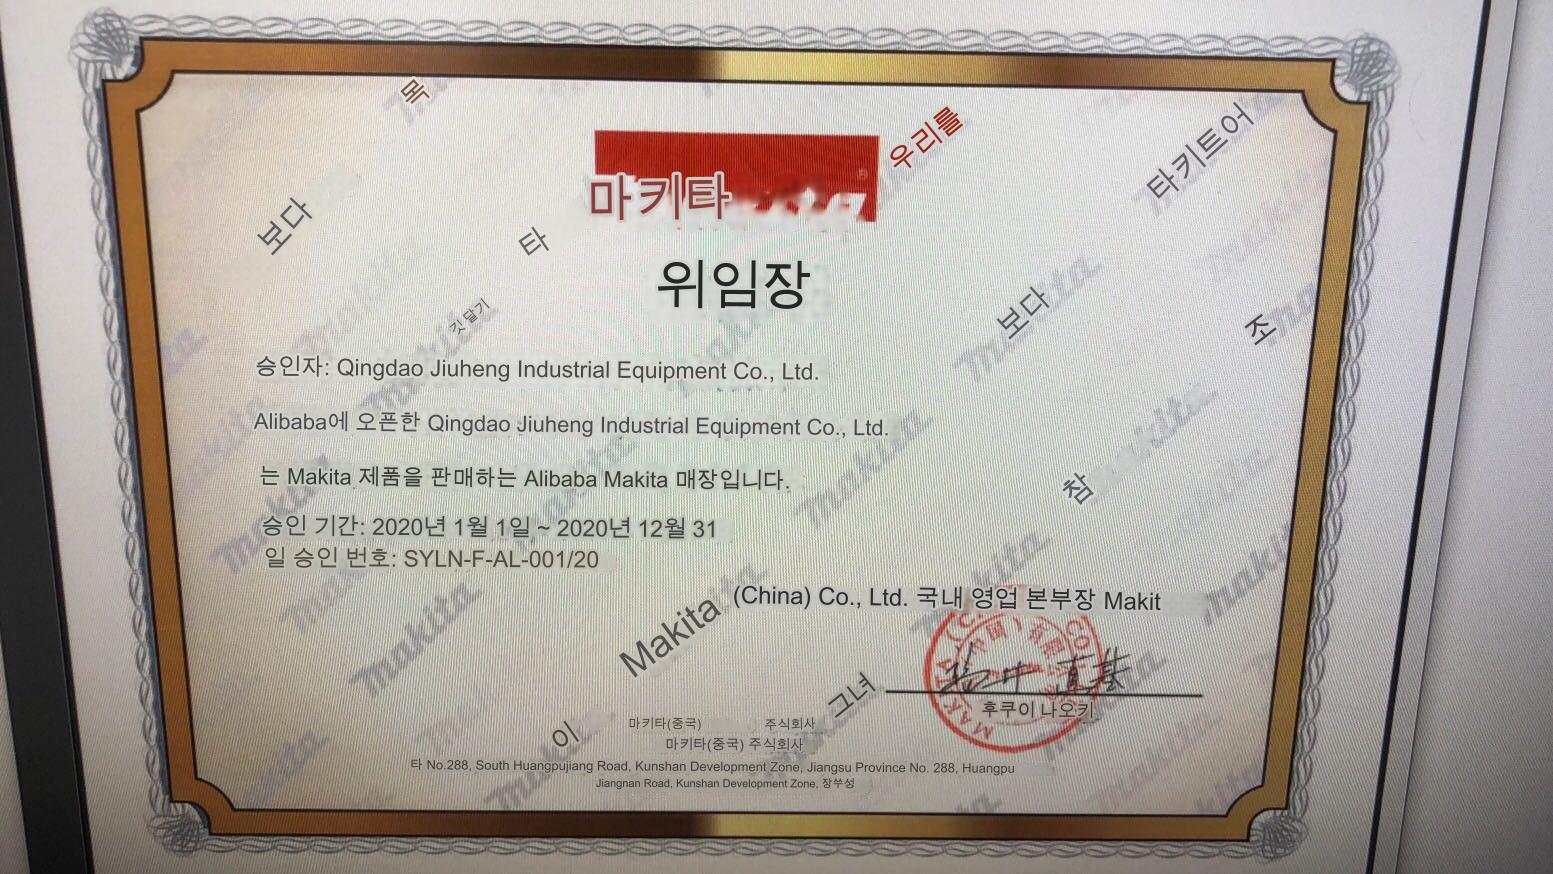 목
우리를
타키트어
마키타
보다
타
위임장
깃 달기
보다
조
승인자: Qingdao Jiuheng Industrial Equipment Co., Ltd.
Alibaba에 오픈한 Qingdao Jiuheng Industrial Equipment Co., Ltd.
는 Makita 제품을 판매하는 Alibaba Makita 매장입니다.
참
승인 기간: 2020년 1월 1일 ~ 2020년 12월 31
일 승인 번호: SYLN-F-AL-001/20
(China) Co., Ltd. 국내 영업 본부장 Makit
Makita
그녀
후쿠이 나오키
이
마키타(중국) 주식회사
마키타(중국) 주식회사
타 No.288, South Huangpujiang Road, Kunshan Development Zone, Jiangsu Province No. 288, Huangpu
Jiangnan Road, Kunshan Development Zone, 장쑤성